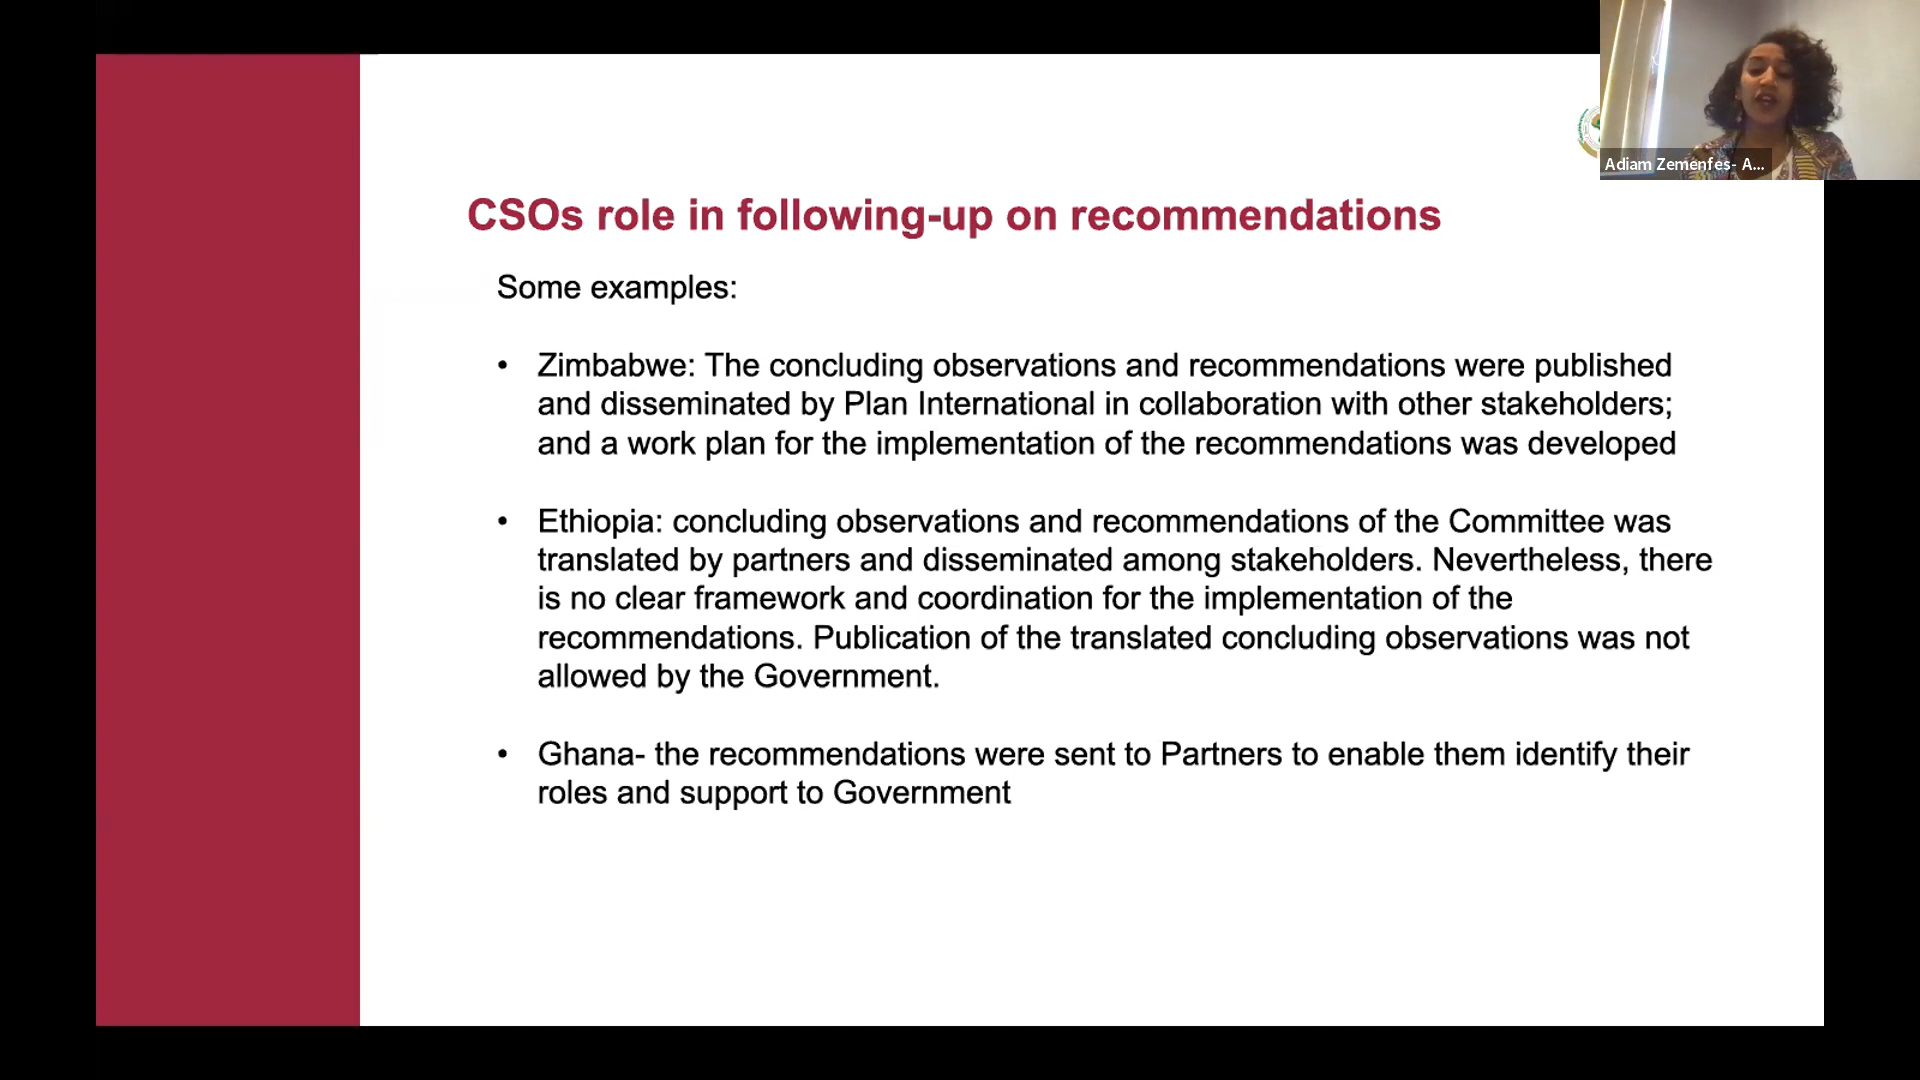 Adiam Zemenfes- A...
CSOs role in following-up on recommendations
Some examples:
• Zimbabwe: The concluding observations and recommendations were published
and disseminated by Plan International in collaboration with other stakeholders;
and a work plan for the implementation of the recommendations was developed
• Ethiopia: concluding observations and recommendations of the Committee was
translated by partners and disseminated among stakeholders. Nevertheless, there
is no clear framework and coordination for the implementation of the
recommendations. Publication of the translated concluding observations was not
allowed by the Government.
• Ghana- the recommendations were sent to Partners to enable them identify their
roles and support to Government